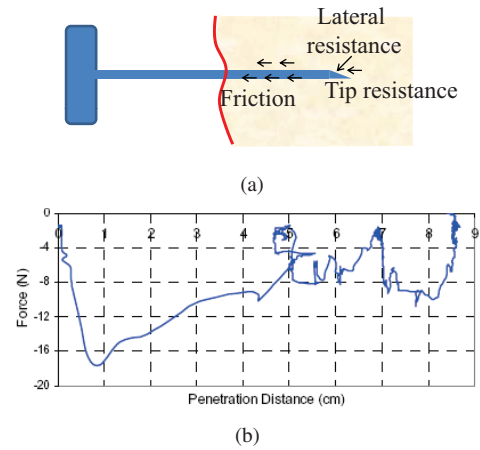 Lateral
resistance
Friction
Tip resistance
(a)
0 1 2 3 4 5 6 7 8 9
0
-4
-8
-12
-16
-20
Force (N)
Penetration Distance (cm)
(b)